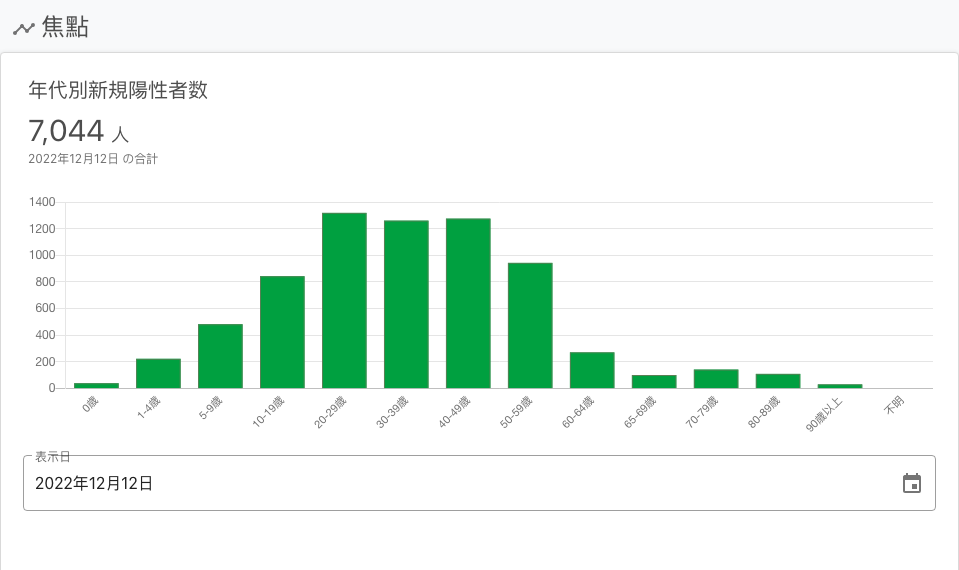 焦點
年代別新規陽性者数
7,044 人
2022年12月12日 の合計
1400
1200
1000
800
600
400
200
0
0歳 1-4歳 5-9歳 10-19歳 20-29歳 30-39歳 40-49歳 50-59歳 60-64歳 65-69歳 70-79歳 80-89歳 90歳以上 不明
表示日
2022年12月12日